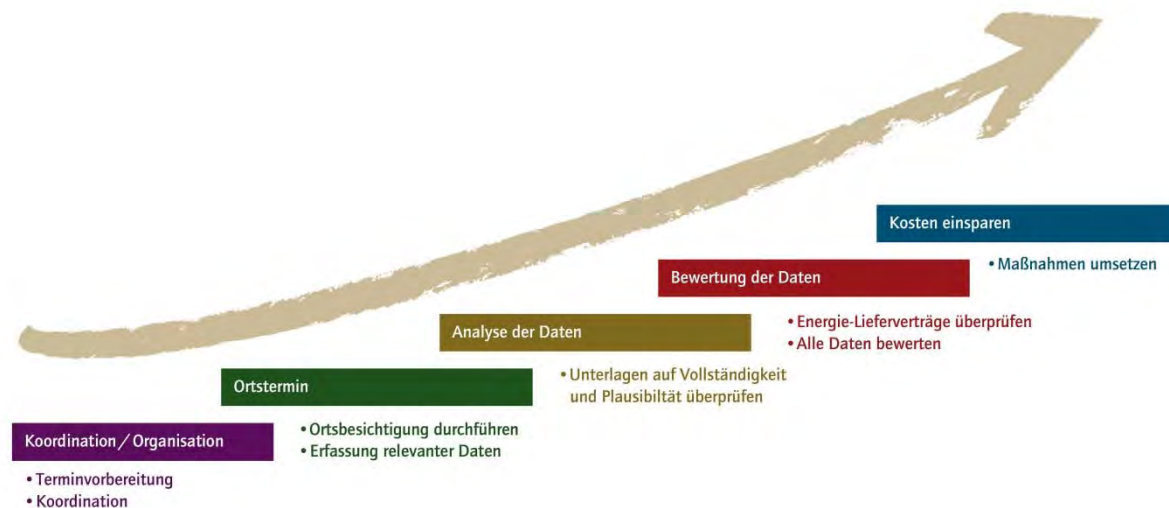 Kosten einsparen
• Maßnahmen umsetzen
Bewertung der Daten
• Energie-Lieferverträge überprüfen
• Alle Daten bewerten
Analyse der Daten
• Unterlagen auf Vollständigkeit
und Plausibiltät überprüfen
Ortstermin
• Ortsbesichtigung durchführen
• Erfassung relevanter Daten
Koordination / Organisation
• Terminvorbereitung
• Koordination